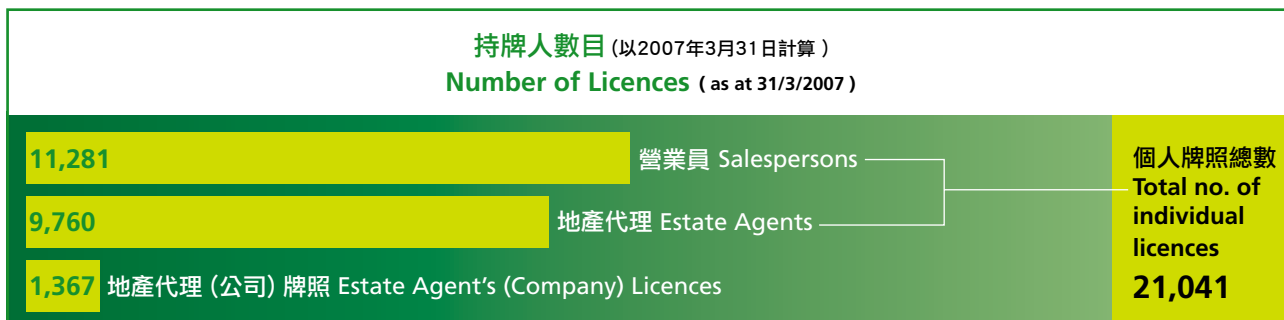 持牌人數目 (以2007年3月31日計算 )
Number of Licences ( as at 31/3/2007 )
11,281 營業員 Salespersons
9,760 地產代理 Estate Agents
1,367 地產代理 (公司) 牌照 Estate Agent's (Company) Licences
個人牌照總數
Total no. of
individual
licences
21,041